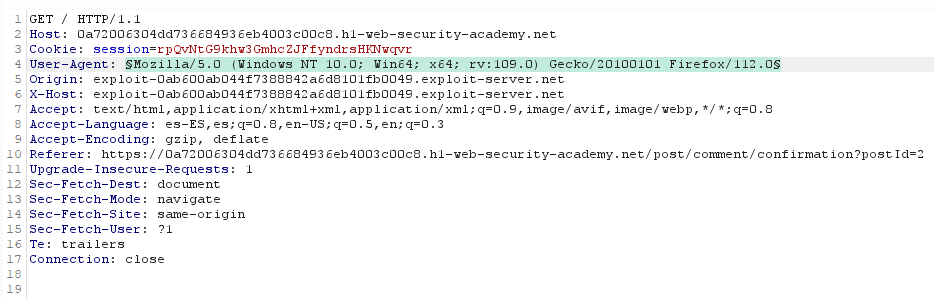 1 GET / HTTP/1.1
2 Host: 0a72006304dd736684936eb4003c00c8.h1-web-security-academy.net
3 Cookie: session=rpQvNtG9khw3GmhcZJFfyndrsHKNwqvr
4 User-Agent: §Mozilla/5.0 (Windows NT 10.0; Win64; x64; rv:109.0) Gecko/20100101 Firefox/112.0§
5 Origin: exploit-0ab600ab044f7388842a6d8101fb0049.exploit-server.net
6 X-Host: exploit-0ab600ab044f7388842a6d8101fb0049.exploit-server.net
7 Accept: text/html,application/xhtml+xml,application/xml;q=0.9,image/avif,image/webp,*/*;q=0.8
8 Accept-Language: es-ES,es;q=0.8,en-US;q=0.5,en;q=0.3
9 Accept-Encoding: gzip, deflate
10 Referer: https://0a72006304dd736684936eb4003c00c8.h1-web-security-academy.net/post/comment/confirmation?postId=2
11 Upgrade-Insecure-Requests: 1
12 Sec-Fetch-Dest: document
13 Sec-Fetch-Mode: navigate
14 Sec-Fetch-Site: same-origin
15 Sec-Fetch-User: ?1
16 Te: trailers
17 Connection: close
18
19